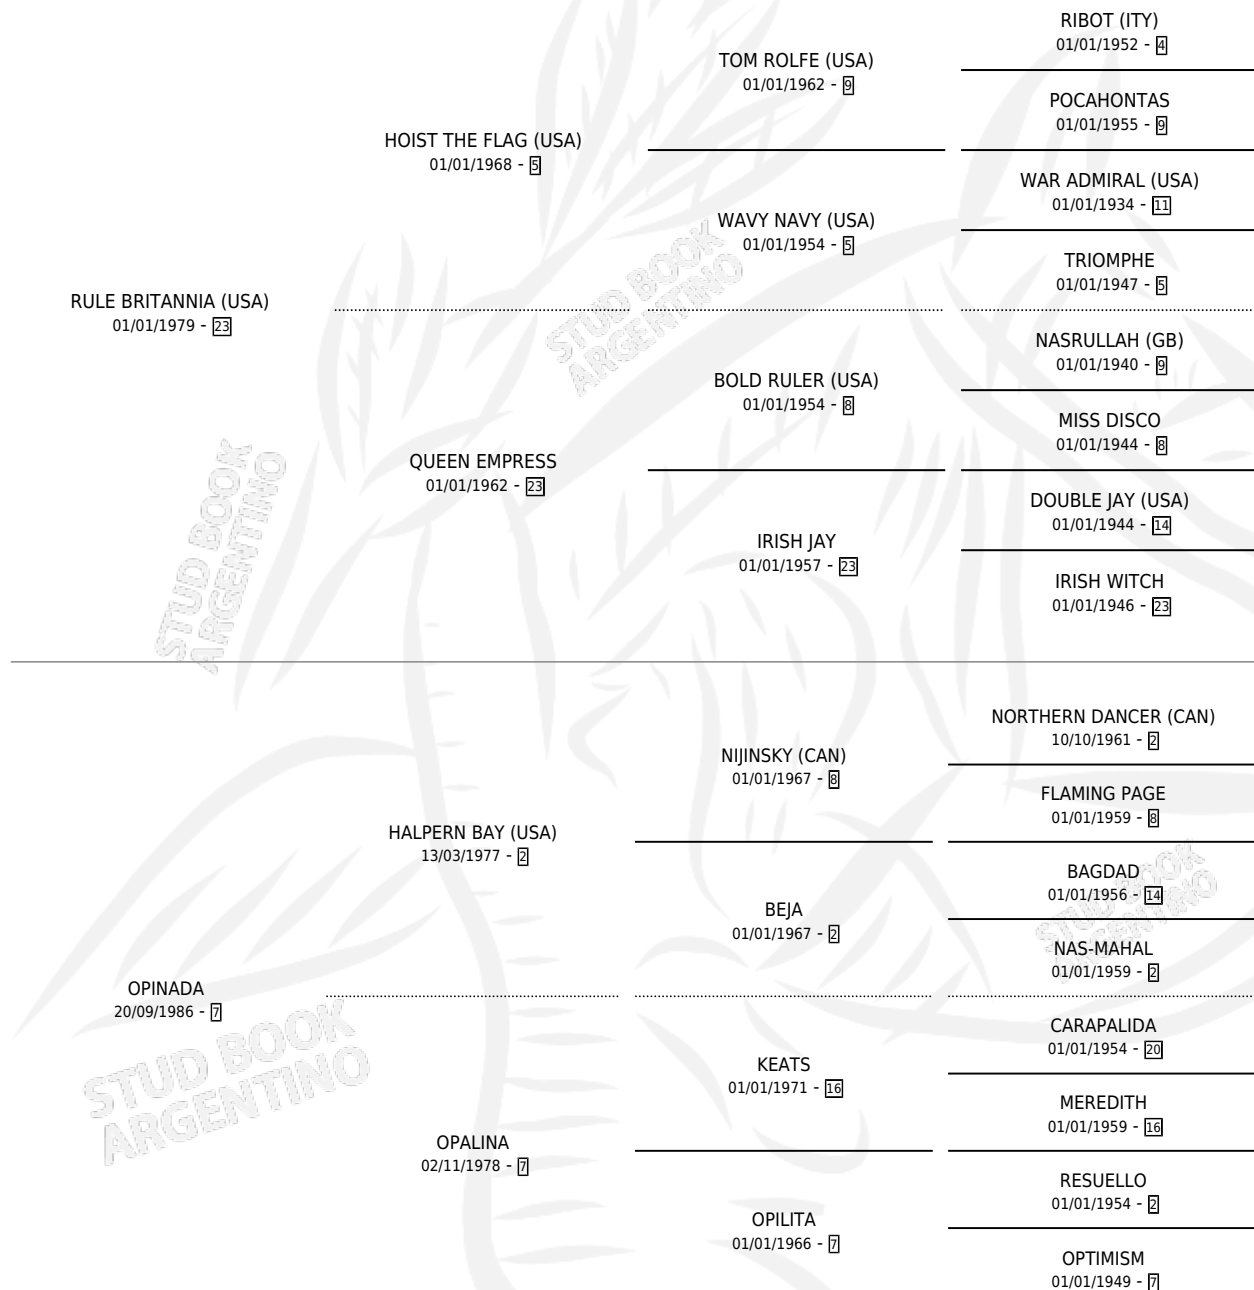 RIBOT (ITY)
01/01/1952 - 4
TOM ROLFE (USA)
01/01/1962 - 9
POCAHONTAS
01/01/1955 - 9
HOIST THE FLAG (USA)
01/01/1968 - 5
WAR ADMIRAL (USA)
01/01/1934 - 11
WAVY NAVY (USA)
01/01/1954 - 5
TRIOMPHE
01/01/1947 - 5
RULE BRITANNIA (USA)
01/01/1979 - 23
NASRULLAH (GB)
01/01/1940 - 9
BOLD RULER (USA)
01/01/1954 - 8
MISS DISCO
01/01/1944 - 8
QUEEN EMPRESS
01/01/1962 - 23
DOUBLE JAY (USA)
01/01/1944 - 14
IRISH JAY
01/01/1957 - 23
IRISH WITCH
01/01/1946 - 23
NORTHERN DANCER (CAN)
10/10/1961 - 2
NIJINSKY (CAN)
01/01/1967 - 8
FLAMING PAGE
01/01/1959 - 8
HALPERN BAY (USA)
13/03/1977 - 2
BAGDAD
01/01/1956 - 14
BEJA
01/01/1967 - 2
NAS-MAHAL
01/01/1959 - 2
OPINADA
20/09/1986 - 7
CARAPALIDA
01/01/1954 - 20
KEATS
01/01/1971 - 16
MEREDITH
01/01/1959 - 16
OPALINA
02/11/1978 - 7
RESUELLO
01/01/1954 - 2
OPILITA
01/01/1966 - 7
OPTIMISM
01/01/1949 - 7
STUD BOOK
ARGENTINO
STUD BOOK
ARGENTINO
STUD BOOK
ARGENTINO
STUD BOOK
ARGENTINO